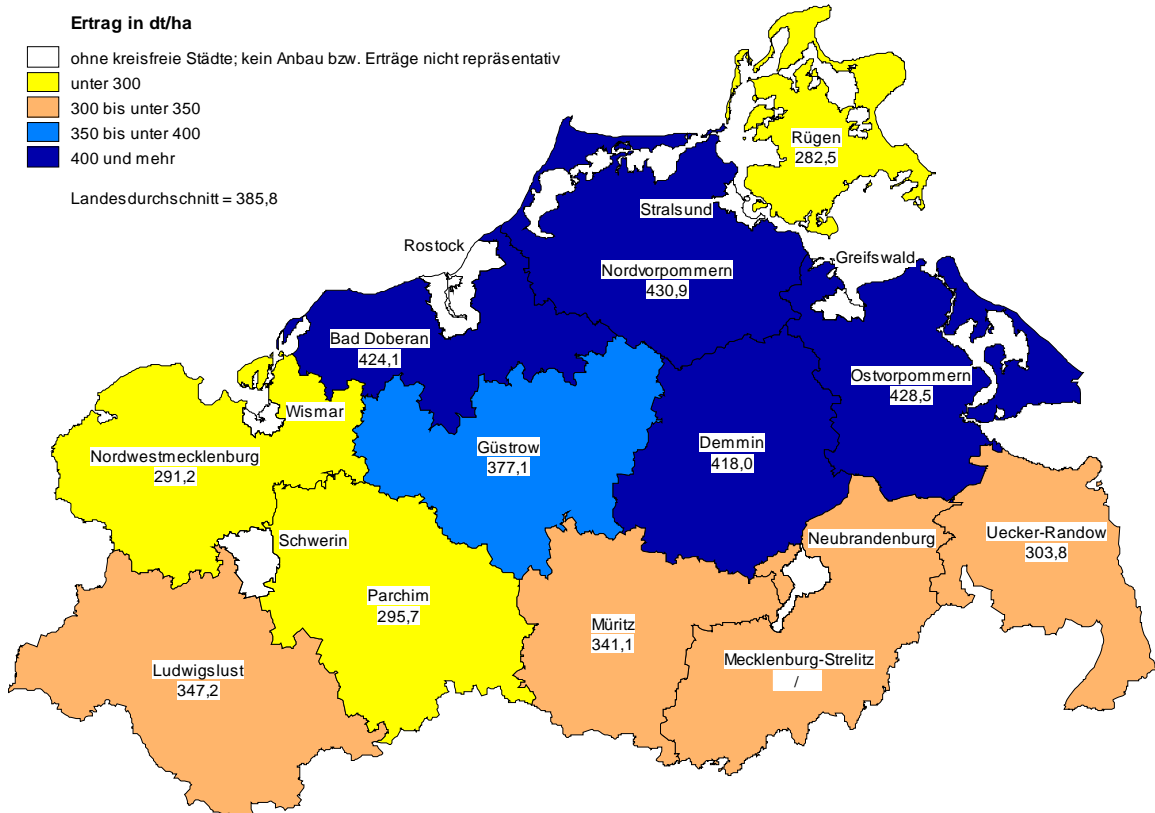 Ertrag in dt/ha
ohne kreisfreie Städte; kein Anbau bzw. Erträge nicht repräsentativ
unter 300
300 bis unter 350
350 bis unter 400
400 und mehr
Landesdurchschnitt = 385,8
Rügen
282,5
Stralsund
Rostock
Greifswald
Nordvorpommern
430,9
Bad Doberan
424,1
Ostvorpommern
428,5
Wismar
Güstrow
377,1
Demmin
418,0
Nordwestmecklenburg
291,2
Schwerin
Neubrandenburg
Uecker-Randow
303,8
Parchim
295,7
Müritz
341,1
Mecklenburg-Strelitz
/
Ludwigslust
347,2